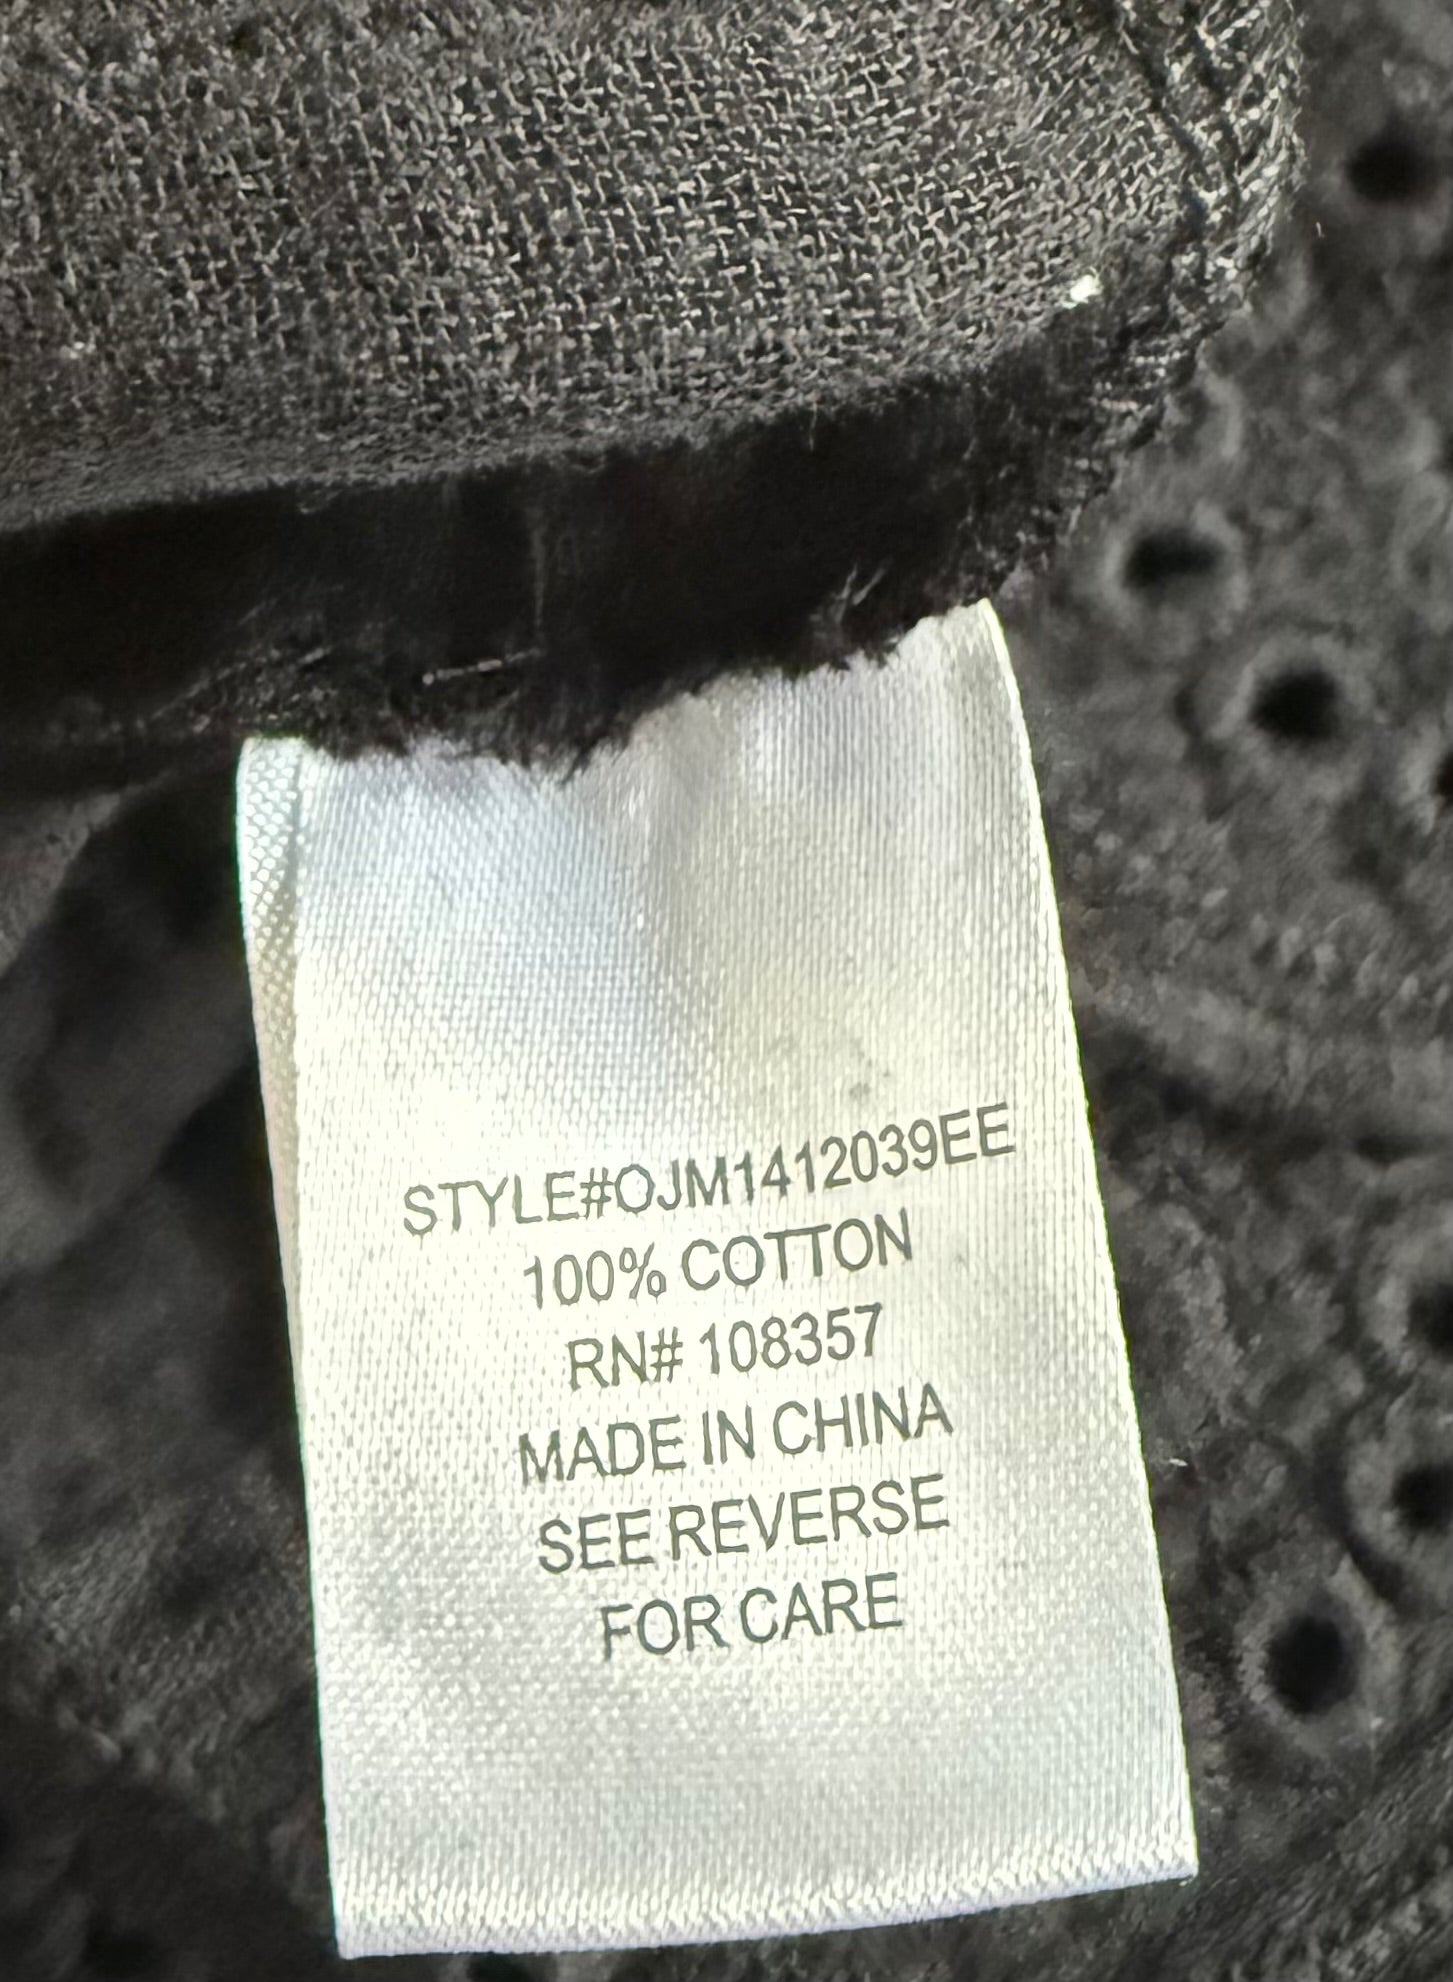 STYLE#OJM1412039EE
100% COTTON
RN# 108357
MADE IN CHINA
SEE REVERSE
FOR CARE